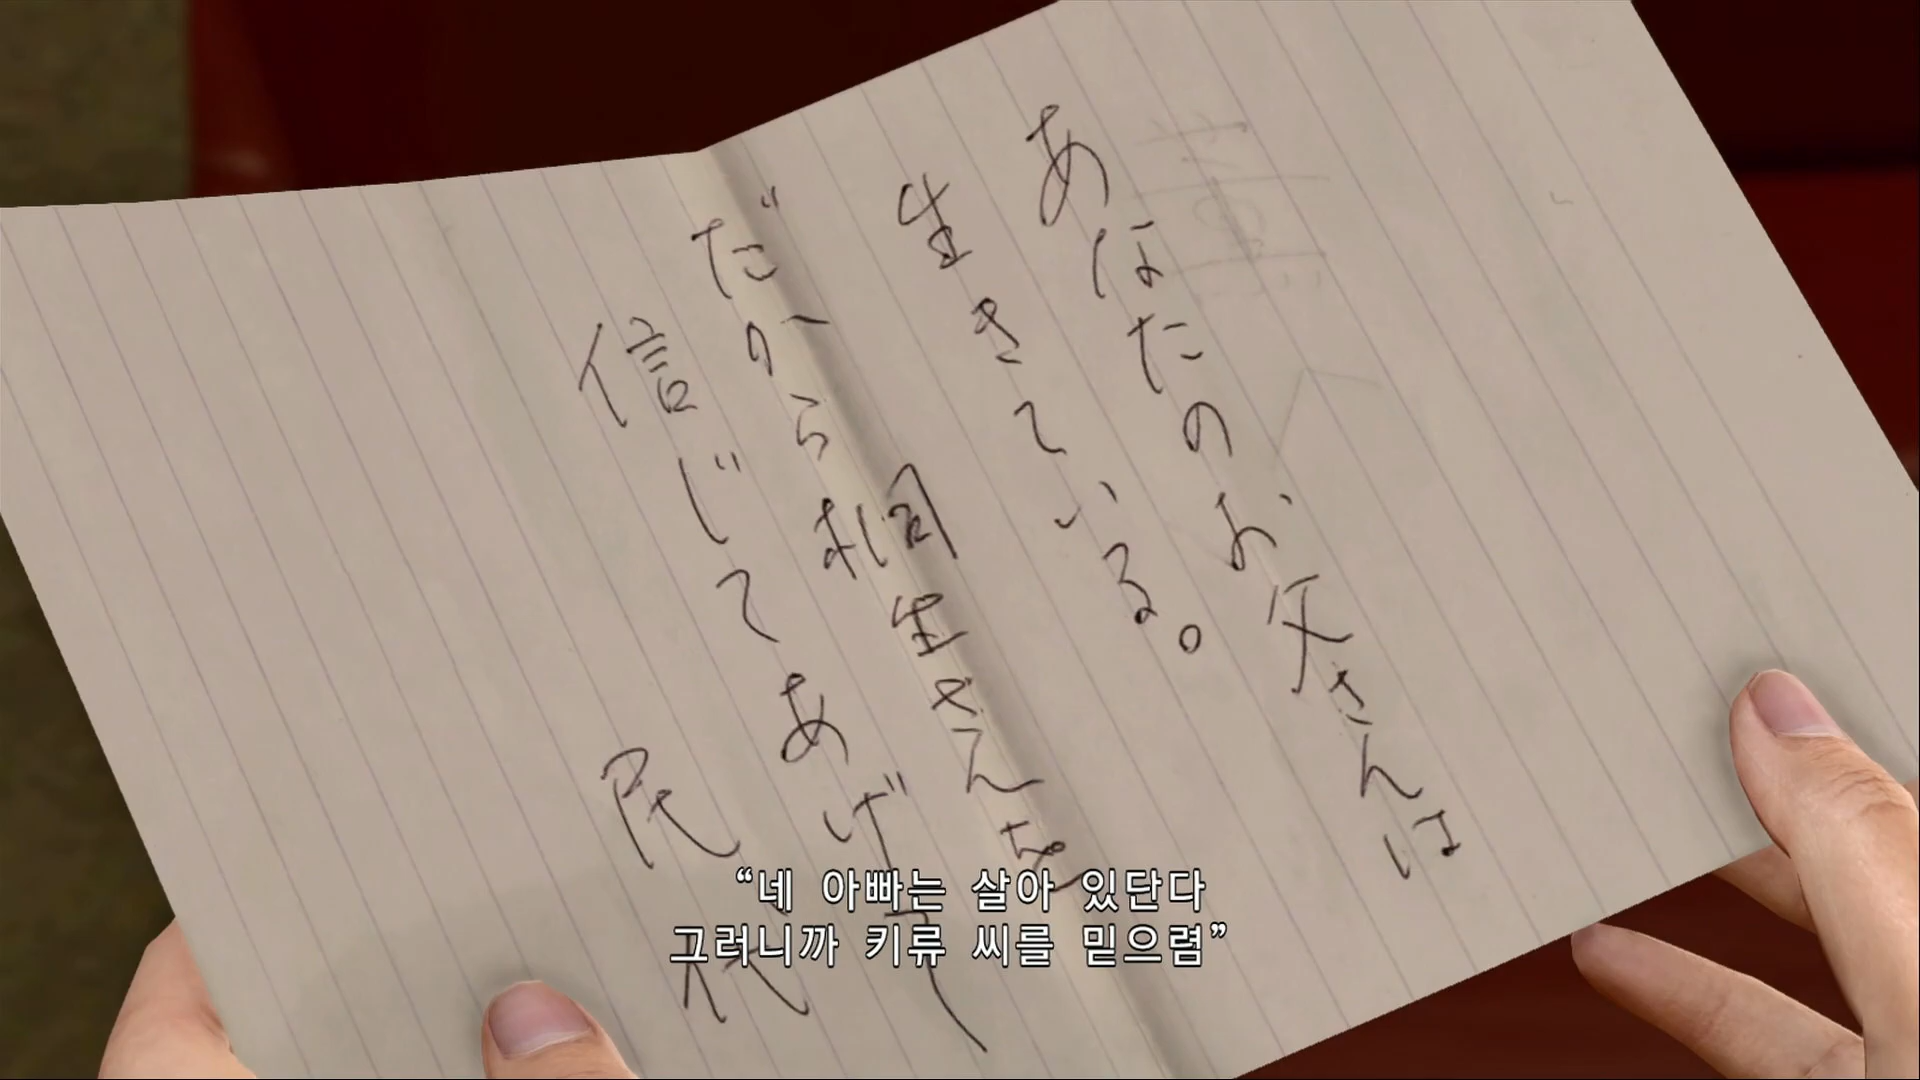 あなたのお父さんは
生きている。
だから桐生さんを
信じてあげて
民代
“네 아빠는 살아 있단다
그러니까 키류 씨를 믿으렴”